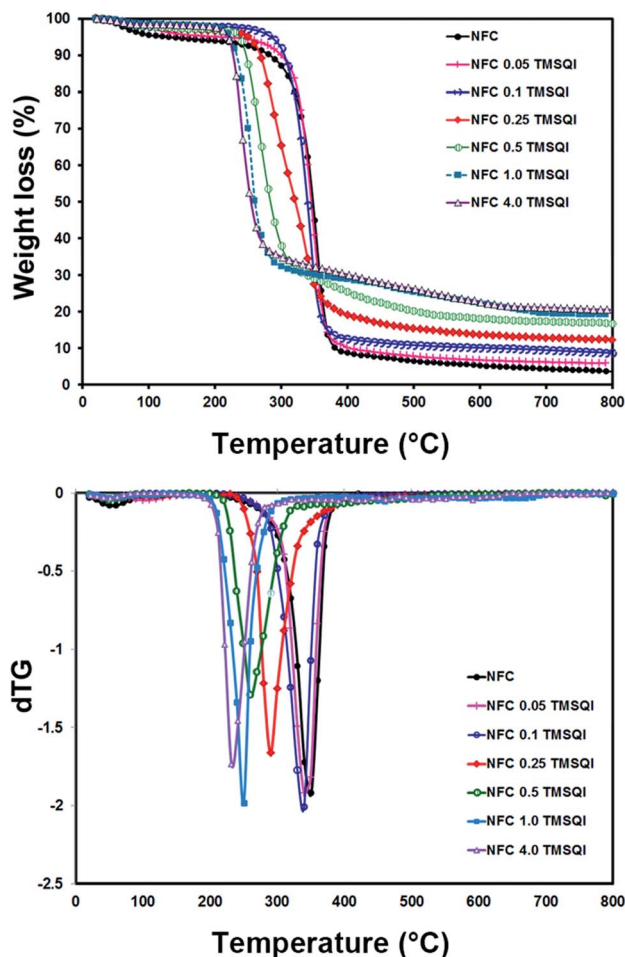 100
90
80
70
60
50
40
30
20
10
0
Weight loss (%)
NFC
NFC 0.05 TMSQI
NFC 0.1 TMSQI
NFC 0.25 TMSQI
NFC 0.5 TMSQI
NFC 1.0 TMSQI
NFC 4.0 TMSQI
0 100 200 300 400 500 600 700 800
Temperature (°C)
0
-0.5
-1
-1.5
-2
-2.5
dTG
0 100 200 300 400 500 600 700 800
NFC
NFC 0.05 TMSQI
NFC 0.1 TMSQI
NFC 0.25 TMSQI
NFC 0.5 TMSQI
NFC 1.0 TMSQI
NFC 4.0 TMSQI
Temperature (°C)